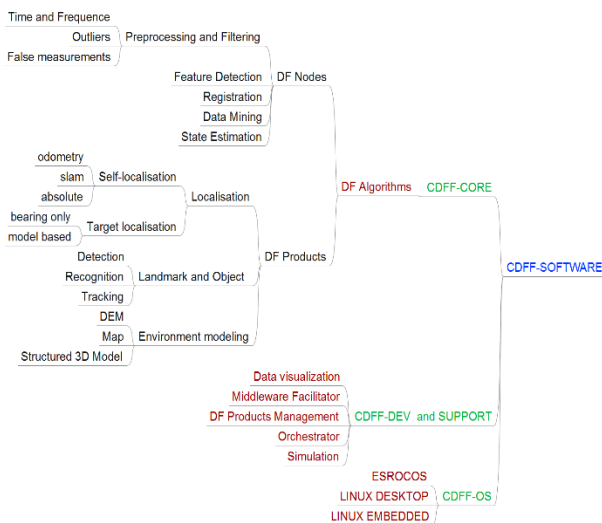 Time and Frequence
Outliers
Preprocessing and Filtering
False measurements
Feature Detection
DF Nodes
Registration
Data Mining
State Estimation
odometry
slam
Self-localisation
absolute
Localisation
bearing only
Target localisation
model based
DF Algorithms
CDFF-CORE
Detection
DF Products
Recognition
Landmark and Object
Tracking
DEM
Map
Environment modeling
Structured 3D Model
CDFF-SOFTWARE
Data visualization
Middleware Facilitator
DF Products Management
CDFF-DEV and SUPPORT
Orchestrator
Simulation
ESROCOS
LINUX DESKTOP
CDFF-OS
LINUX EMBEDDED